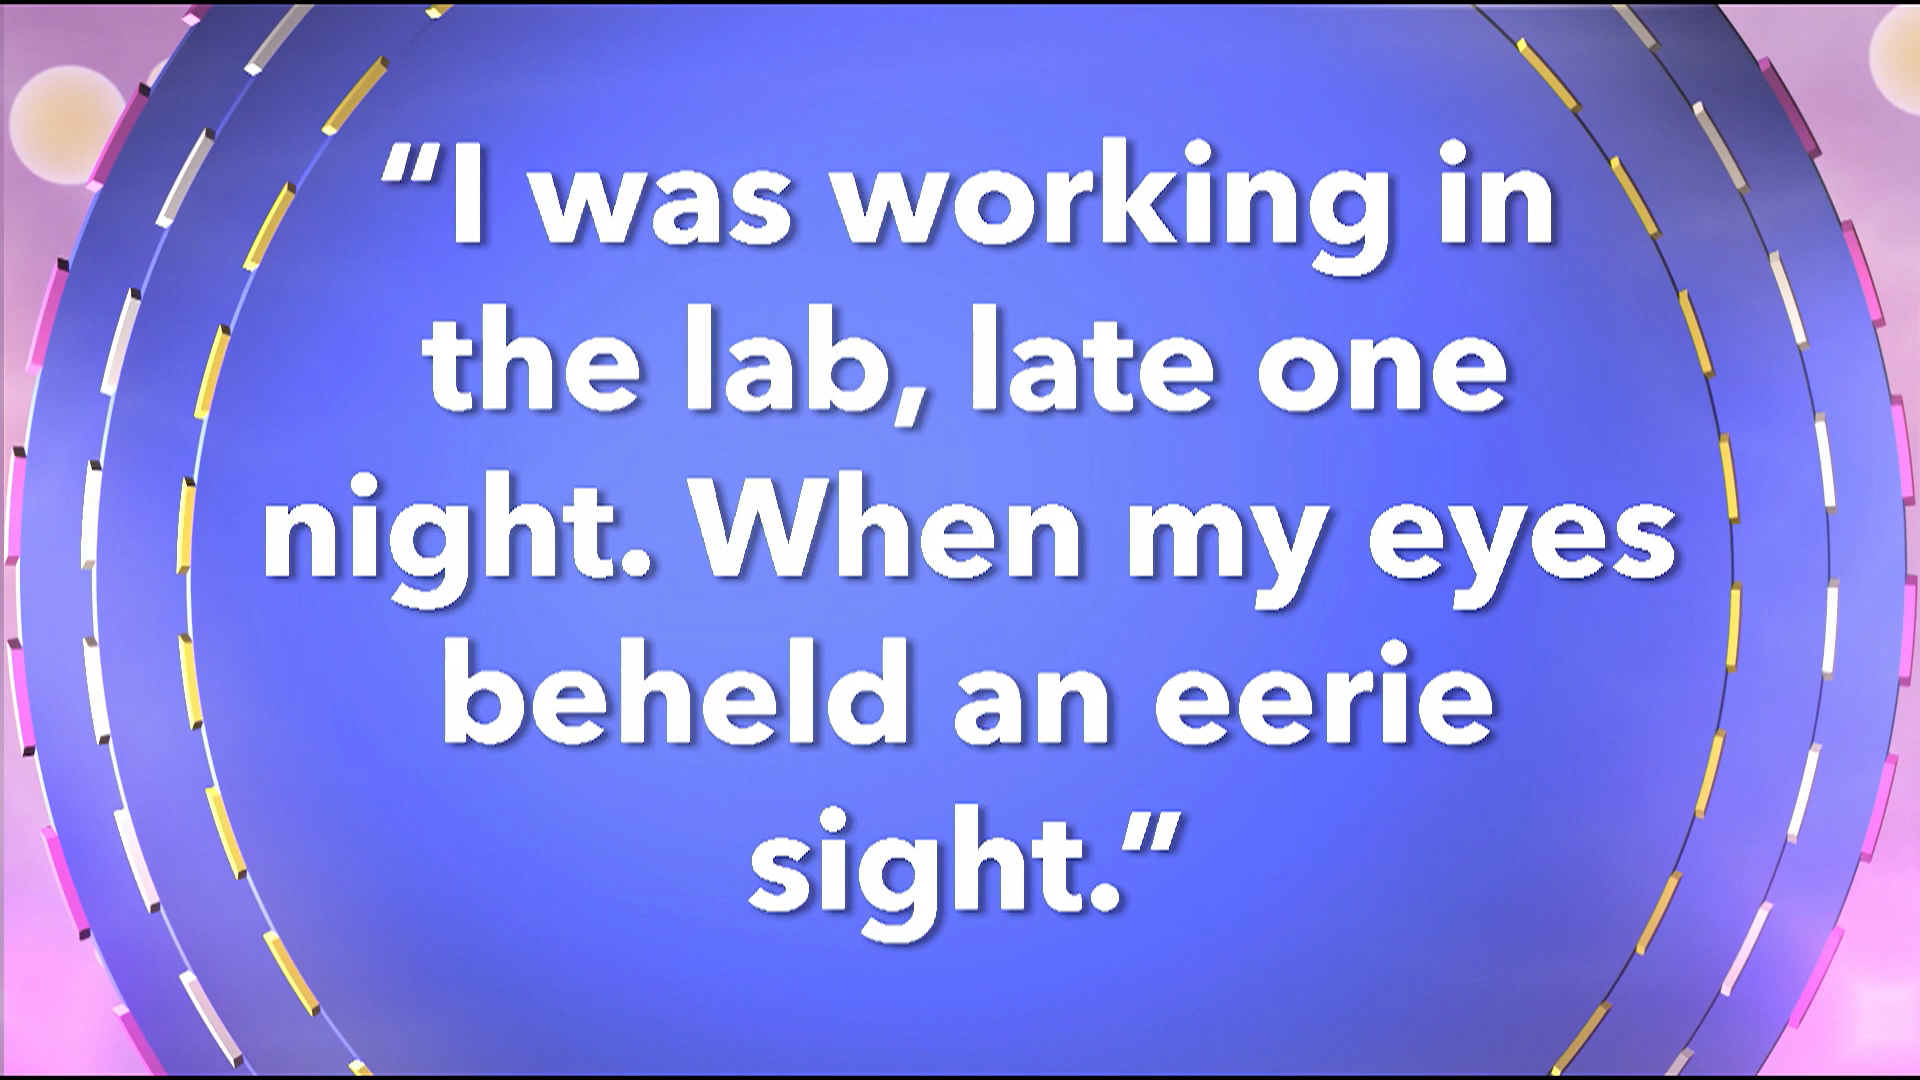 “I was working in
the lab, late one
night. When my eyes
beheld an eerie
sight.”